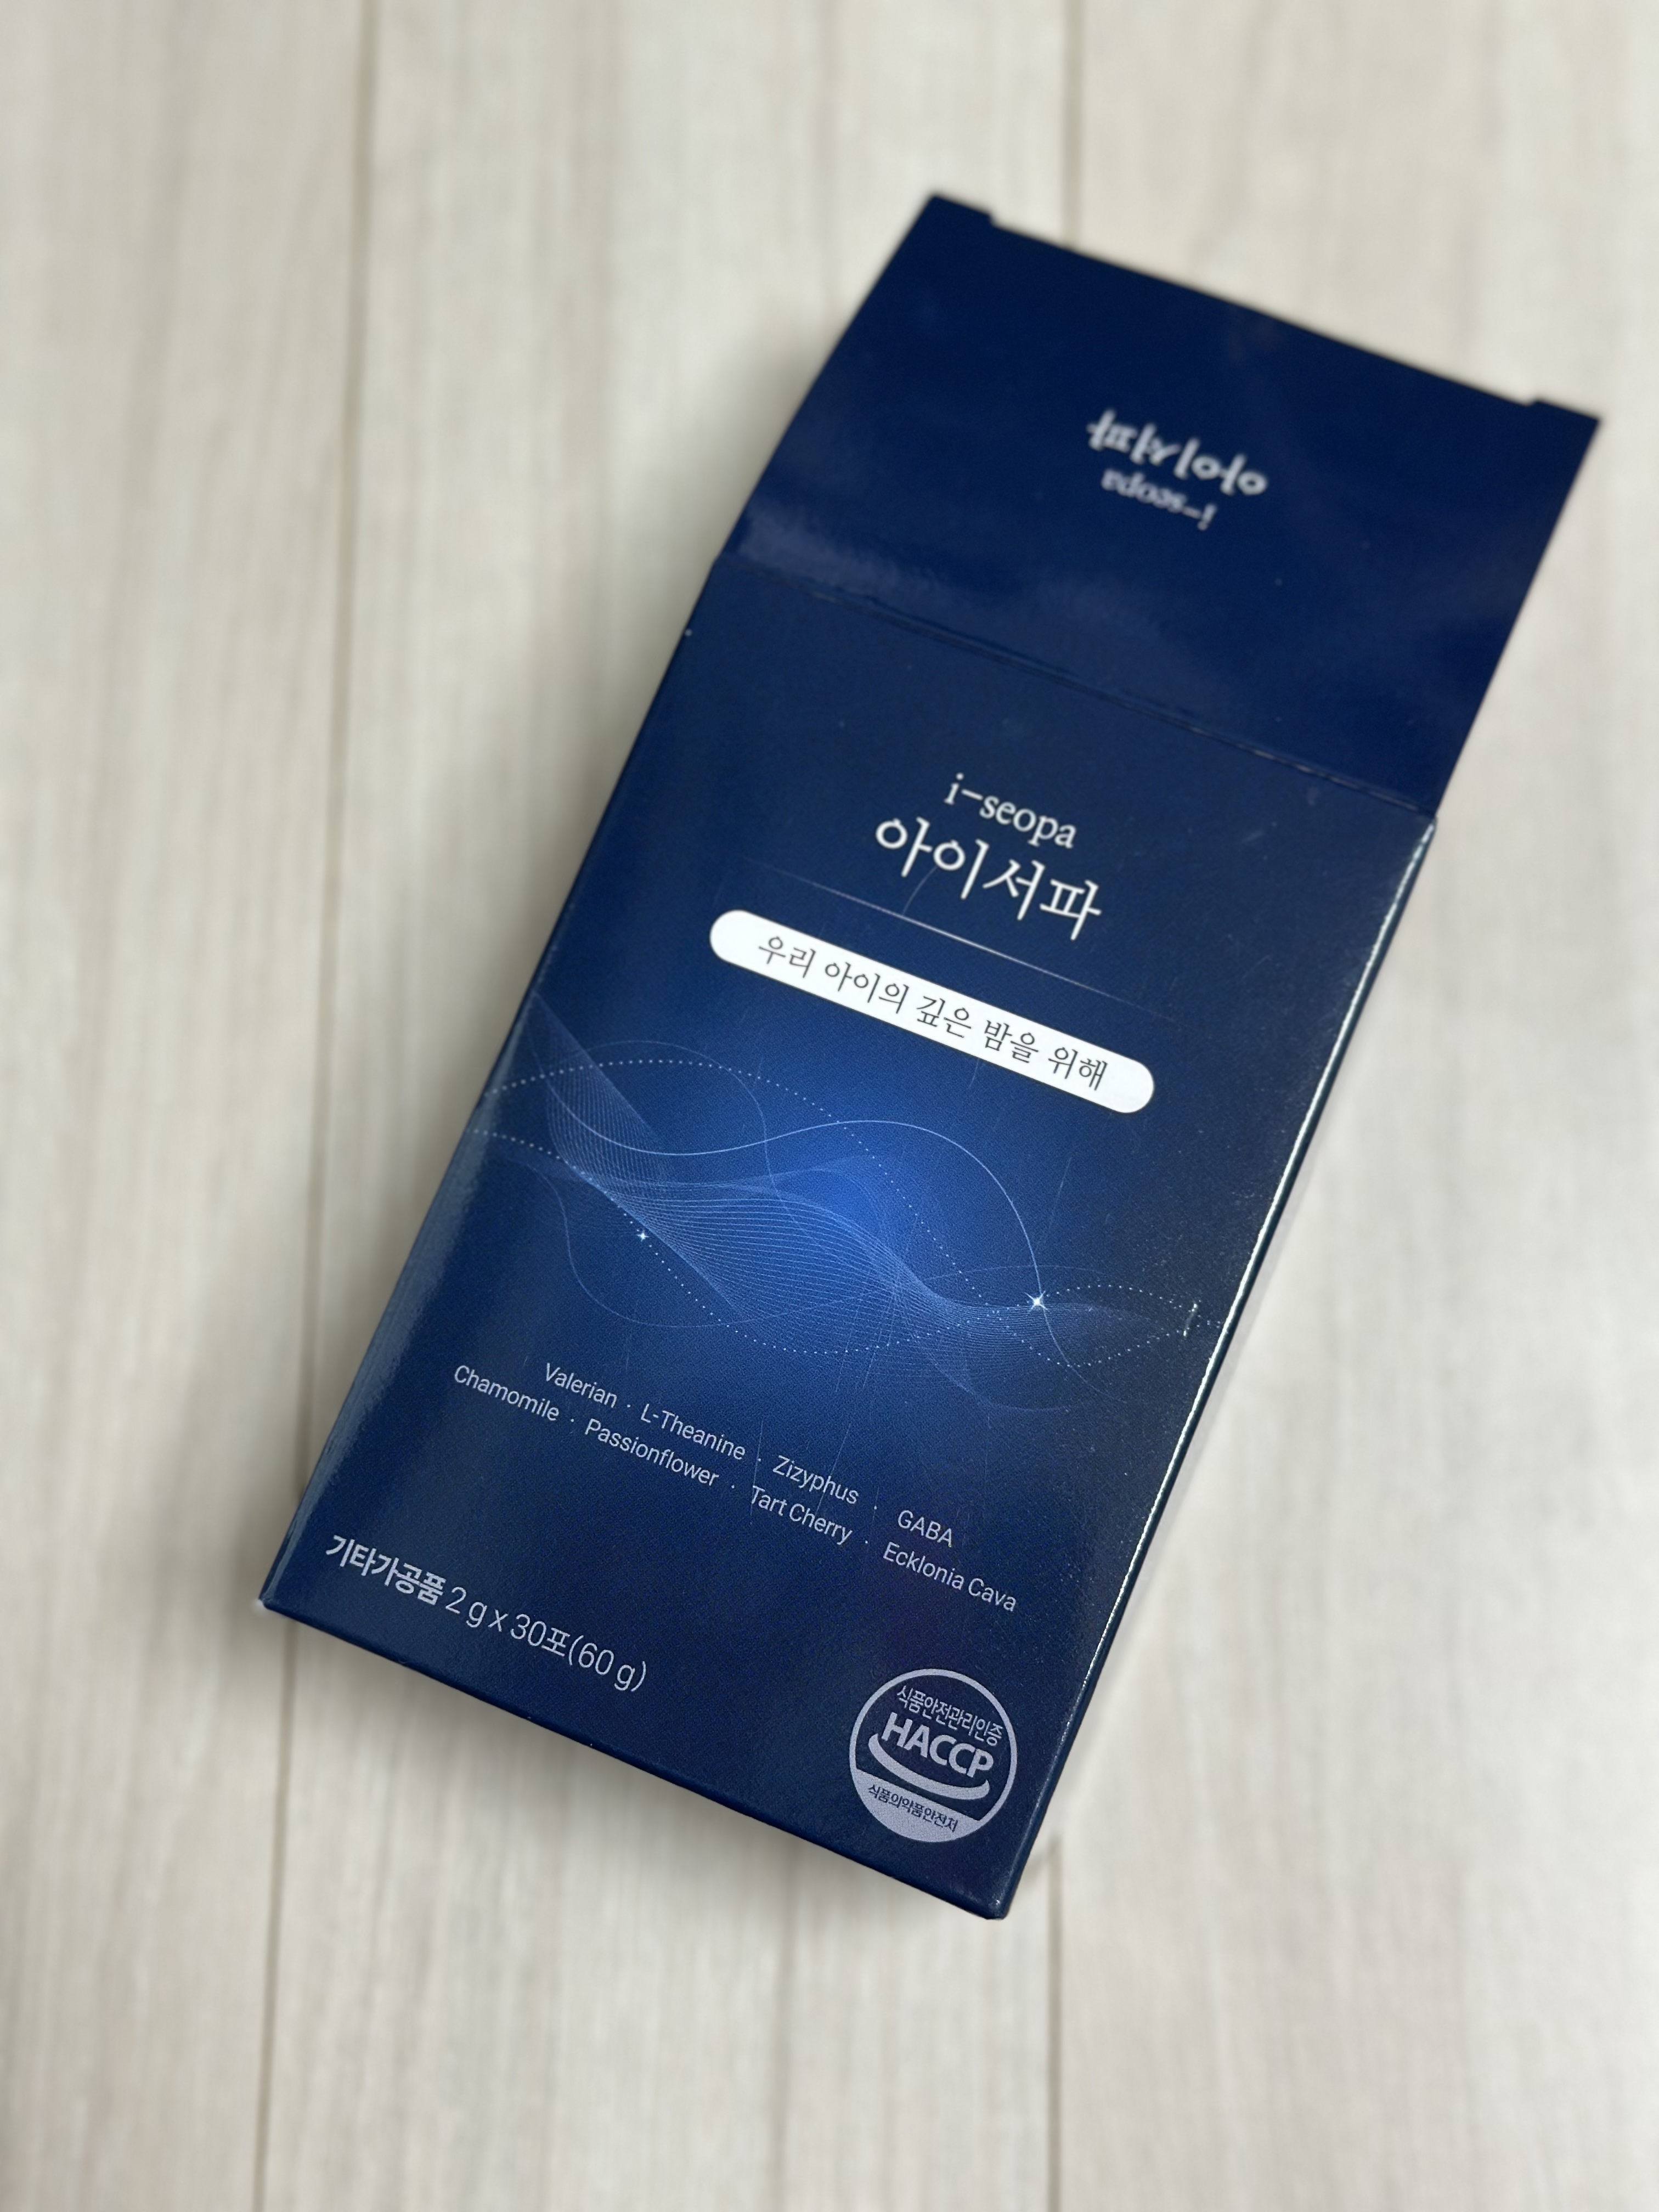 아이서파
i-seopa
i-seopa
아이서파
우리 아이의 깊은 밤을 위해
Valerian · L-Theanine · Zizyphus · GABA
Chamomile · Passionflower · Tart Cherry · Ecklonia Cava
기타가공품 2 g x 30포(60 g)
식품안전관리인증
HACCP
식품의약품안전처